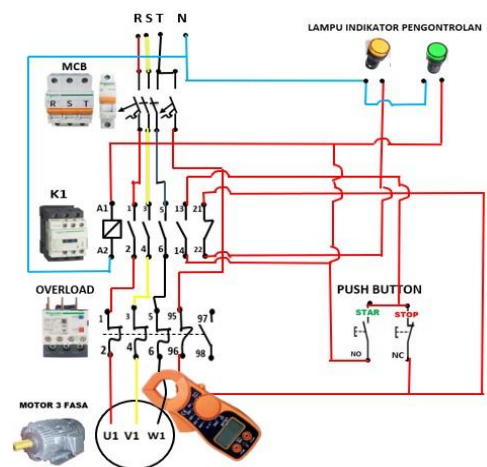 R S T N
LAMPU INDIKATOR PENGONTROLAN
MCB
R S T
K1
A1 1 3 5 13 21
A2 2 4 6 14 22
OVERLOAD
1 3 5 95 97
2 4 6 96 98
PUSH BUTTON
STAR STOP
NO NC
MOTOR 3 FASA
U1 V1 W1